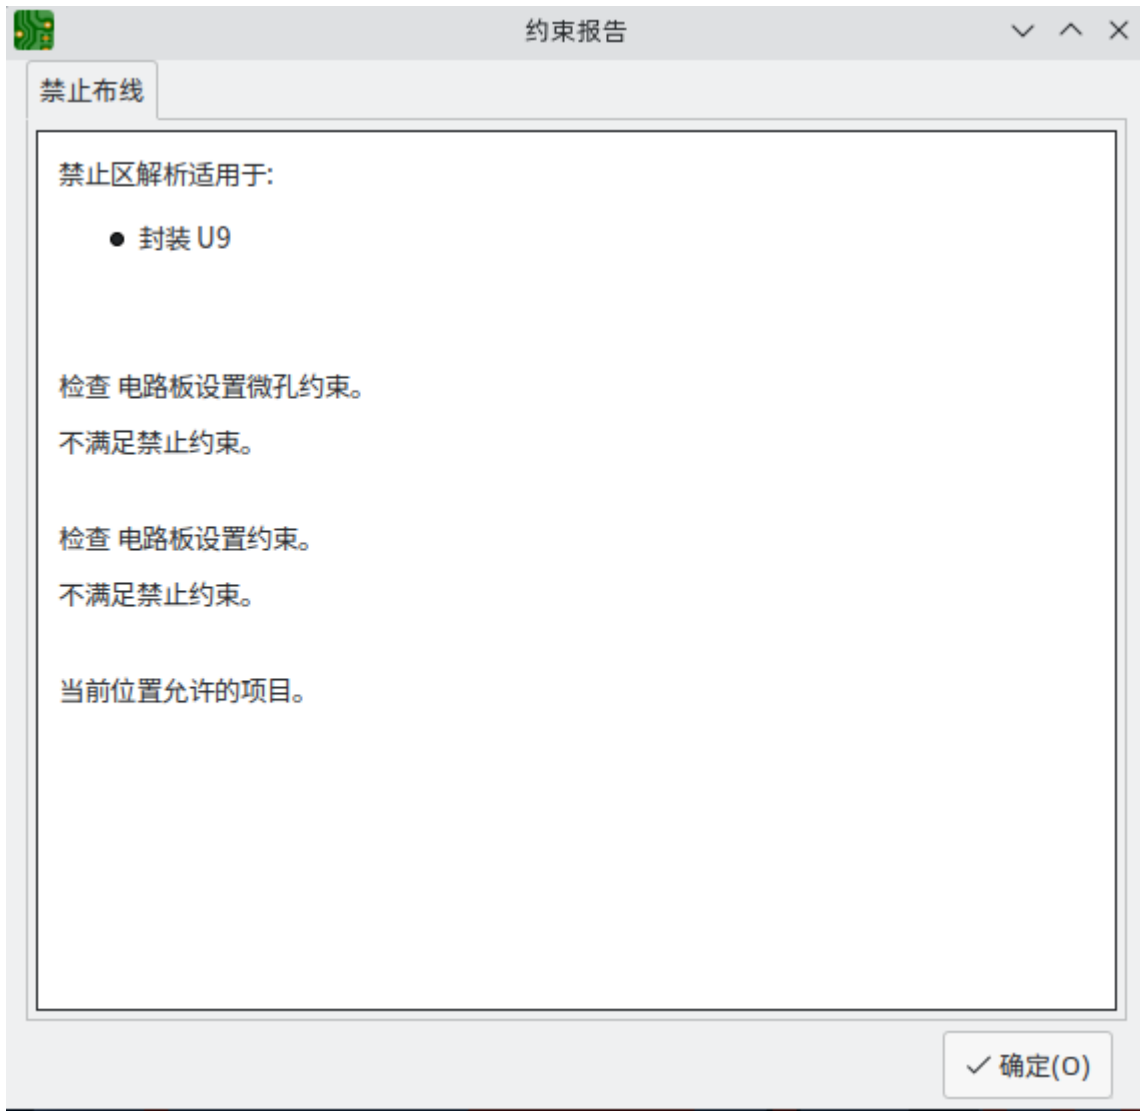 约束报告
禁止布线
禁止区解析适用于:
● 封装 U9
检查 电路板设置微孔约束。
不满足禁止约束。
检查 电路板设置约束。
不满足禁止约束。
当前位置允许的项目。
确定(O)